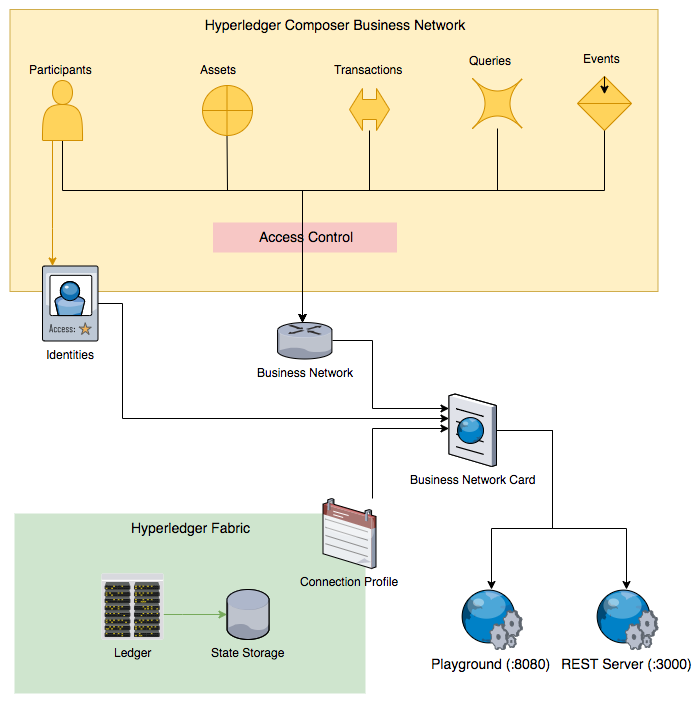 Hyperledger Composer Business Network
Participants
Assets
Transactions
Queries
Events
Access Control
Access:
Identities
Business Network
Business Network Card
Hyperledger Fabric
Connection Profile
Ledger
State Storage
Playground (:8080)
REST Server (:3000)